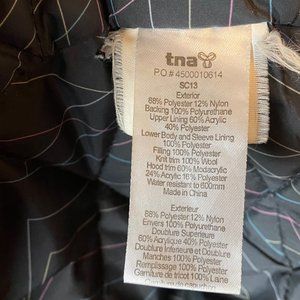 tna
P.O.# 4500010614
SC13
Exterior
88% Polyester 12% Nylon
Backing 100% Polyurethane
Upper Lining 60% Acrylic
40% Polyester
Lower Body and Sleeve Lining
100% Polyester
Filling 100% Polyester
Knit trim 100% Wool
Hood trim 60% Modacrylic
24% Acrylic 16% Polyester
Water resistant to 600mm
Made in China
Exterieur
88% Polyester 12% Nylon
Envers 100% Polyurethane
Doublure Superieure
60% Acrylique 40% Polyester
Doublure Inferieure et Doublure
Manches 100% Polyester
Remplissage 100% Polyester
Garniture de tricot 100% Laine